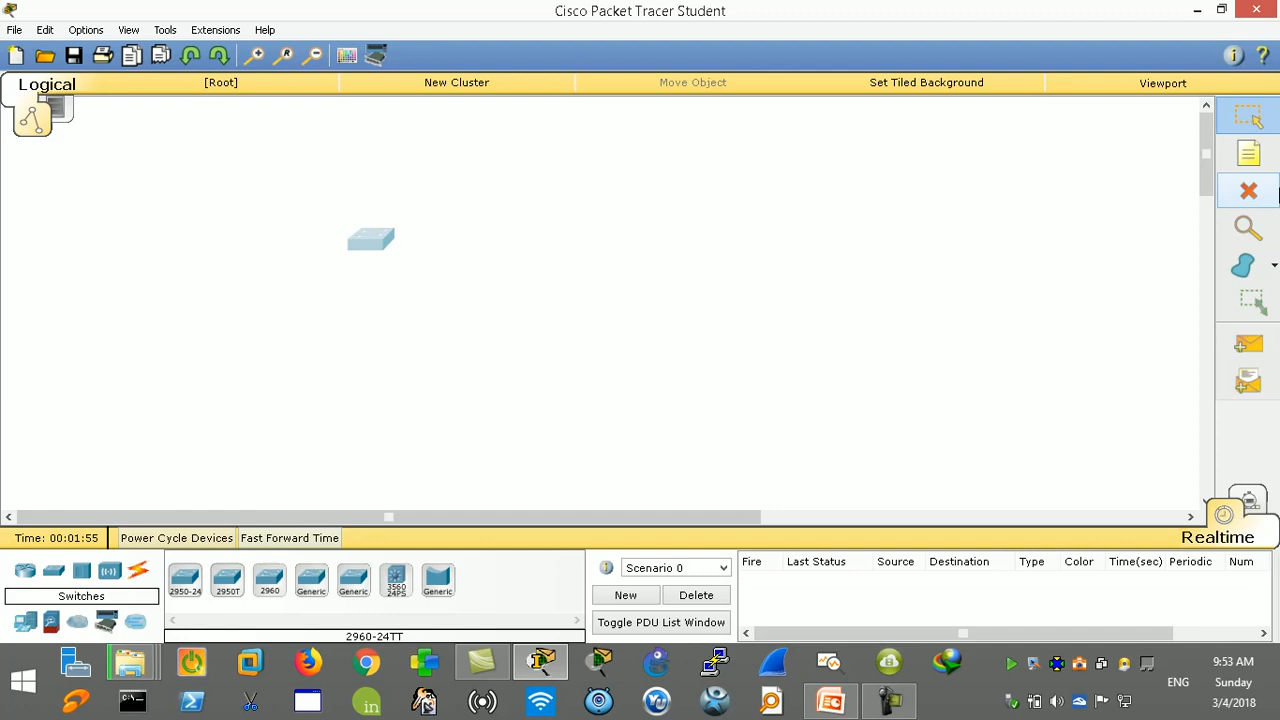 Cisco Packet Tracer Student
File Edit Options View Tools Extensions Help
Logical [Root] New Cluster Move Object Set Tiled Background Viewport
Realtime
Time: 00:01:55 Power Cycle Devices Fast Forward Time
Switches
2950-24 2950T 2960 Generic Generic 3560 24PS Generic
2960-24TT
Scenario 0
New Delete
Toggle PDU List Window
Fire Last Status Source Destination Type Color Time(sec) Periodic Num
9:53 AM
ENG Sunday
3/4/2018